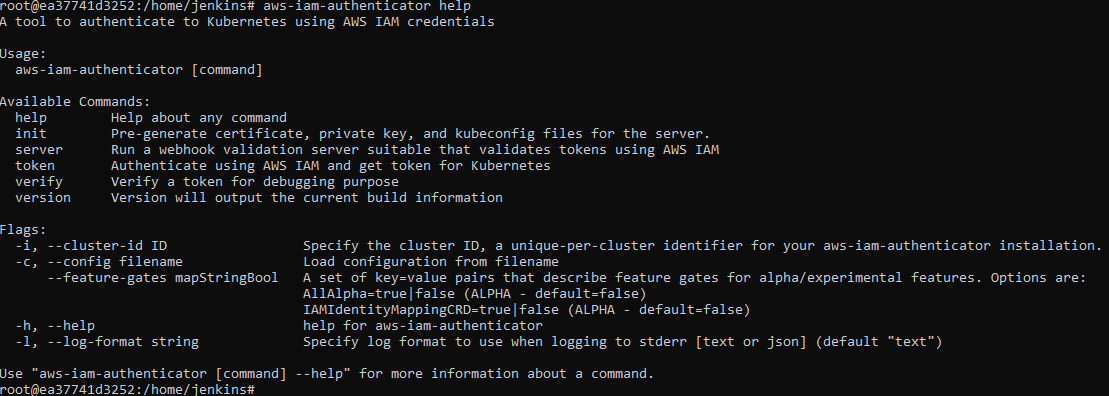 root@ea37741d3252:/home/jenkins# aws-iam-authenticator help
A tool to authenticate to Kubernetes using AWS IAM credentials

Usage:
  aws-iam-authenticator [command]

Available Commands:
  help        Help about any command
  init        Pre-generate certificate, private key, and kubeconfig files for the server.
  server      Run a webhook validation server suitable that validates tokens using AWS IAM
  token       Authenticate using AWS IAM and get token for Kubernetes
  verify      Verify a token for debugging purpose
  version     Version will output the current build information

Flags:
  -i, --cluster-id ID                 Specify the cluster ID, a unique-per-cluster identifier for your aws-iam-authenticator installation.
  -c, --config filename               Load configuration from filename
      --feature-gates mapStringBool   A set of key=value pairs that describe feature gates for alpha/experimental features. Options are:
                                      AllAlpha=true|false (ALPHA - default=false)
                                      IAMIdentityMappingCRD=true|false (ALPHA - default=false)
  -h, --help                          help for aws-iam-authenticator
  -l, --log-format string             Specify log format to use when logging to stderr [text or json] (default "text")

Use "aws-iam-authenticator [command] --help" for more information about a command.
root@ea37741d3252:/home/jenkins#